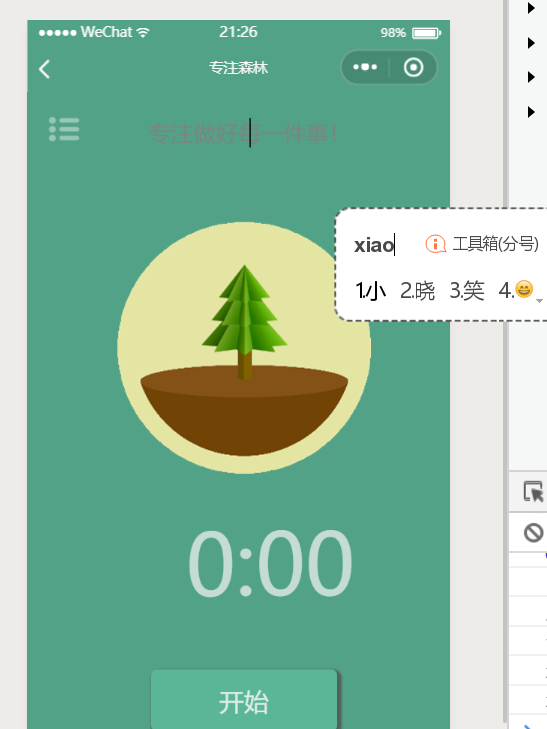 ●●●●● WeChat 21:26 98%
专注森林
专注做好每一件事！
xiao 工具箱(分号)
1.小 2.晓 3.笑 4.😄
0:00
开始